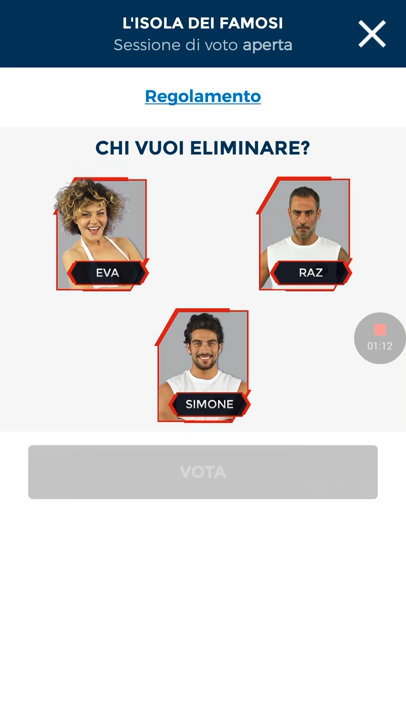 L'ISOLA DEI FAMOSI
Sessione di voto aperta
Regolamento
CHI VUOI ELIMINARE?
EVA
RAZ
SIMONE
01:12
VOTA